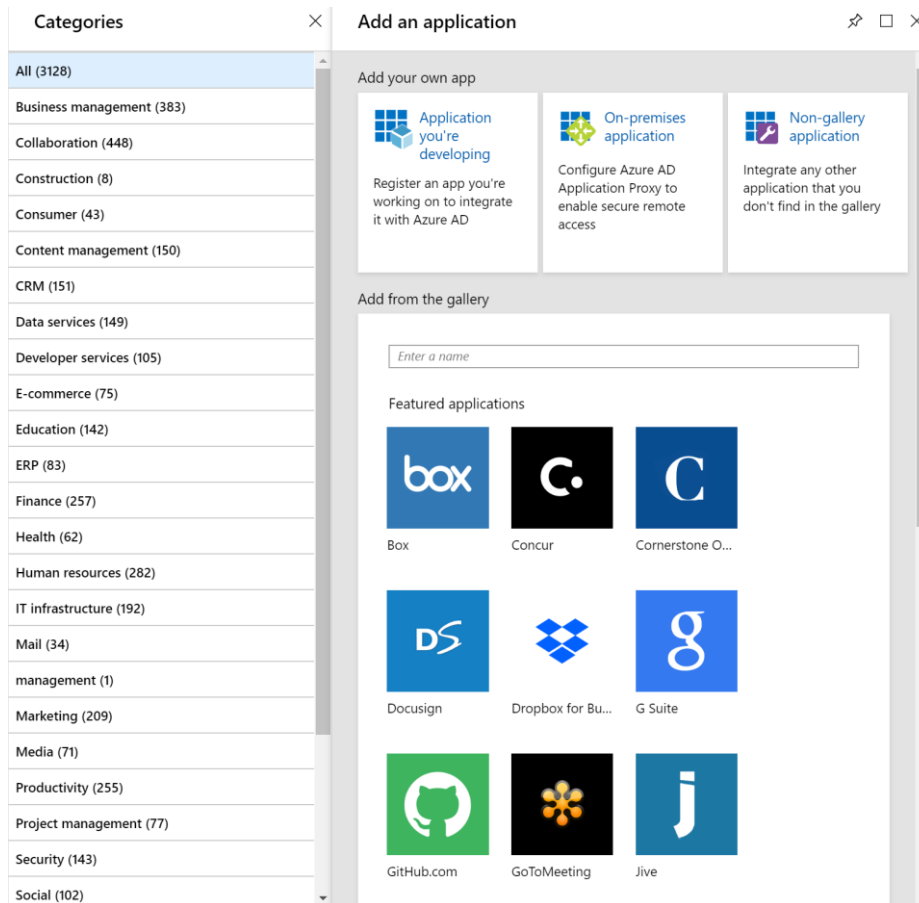 Categories
All (3128)
Business management (383)
Collaboration (448)
Construction (8)
Consumer (43)
Content management (150)
CRM (151)
Data services (149)
Developer services (105)
E-commerce (75)
Education (142)
ERP (83)
Finance (257)
Health (62)
Human resources (282)
IT infrastructure (192)
Mail (34)
management (1)
Marketing (209)
Media (71)
Productivity (255)
Project management (77)
Security (143)
Social (102)
Add an application
Add your own app
Application
you're
developing
Register an app you're
working on to integrate
it with Azure AD
On-premises
application
Configure Azure AD
Application Proxy to
enable secure remote
access
Non-gallery
application
Integrate any other
application that you
don't find in the gallery
Add from the gallery
Enter a name
Featured applications
box
C.
C
Box
Concur
Cornerstone O...
DS
g
Docusign
Dropbox for Bu...
G Suite
j
GitHub.com
GoToMeeting
Jive